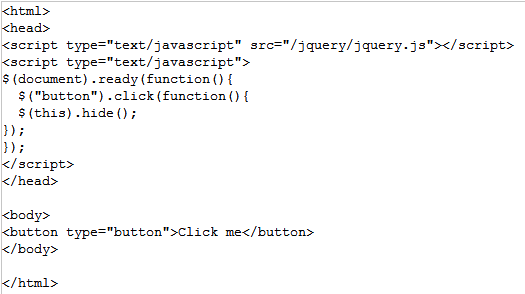 <html>
<head>
<script type="text/javascript" src="/jquery/jquery.js"></script>
<script type="text/javascript">
$(document).ready(function(){
  $("button").click(function(){
  $(this).hide();
});
});
</script>
</head>

<body>
<button type="button">Click me</button>
</body>

</html>